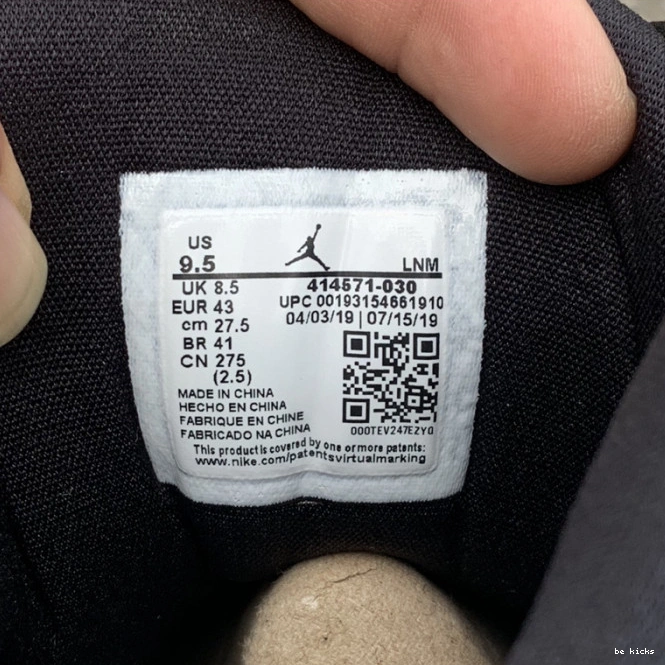 US
9.5 LNM
UK 8.5 414571-030
EUR 43 UPC 00193154661910
cm 27.5 04/03/19 | 07/15/19
BR 41
CN 275
(2.5)
MADE IN CHINA
HECHO EN CHINA
FABRIQUE EN CHINE
FABRICADO NA CHINA
000TEV247EZY0
This product is covered by one or more patents:
www.nike.com/patentsvirtualmarking
be kicks